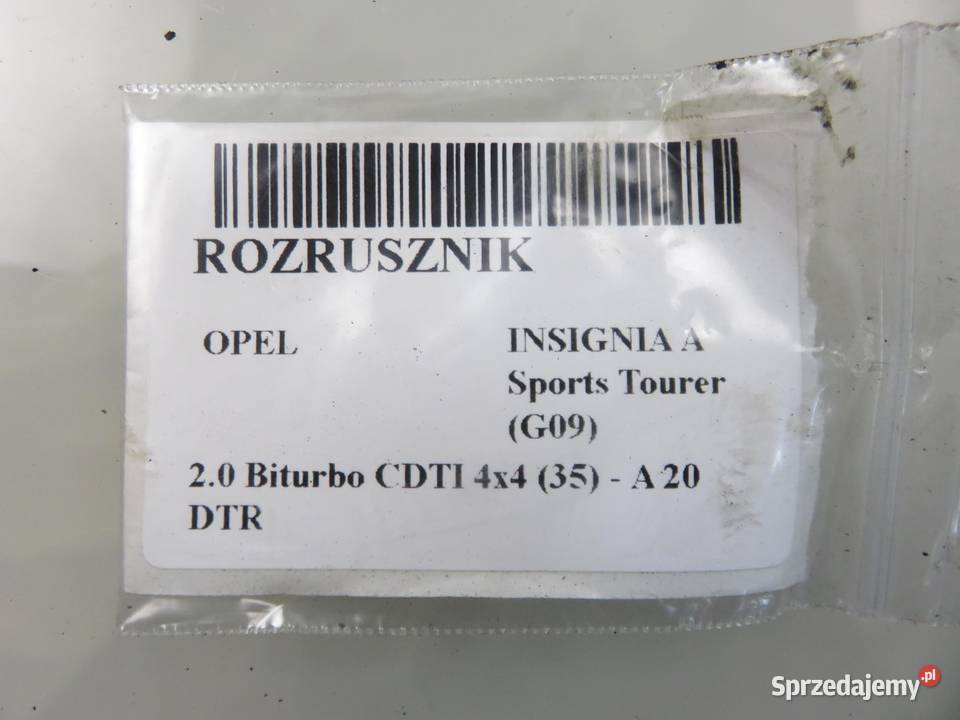 ROZRUSZNIK
OPEL
INSIGNIA A
Sports Tourer
(G09)
2.0 Biturbo CDTI 4x4 (35) - A 20
DTR
Sprzedajemy.pl